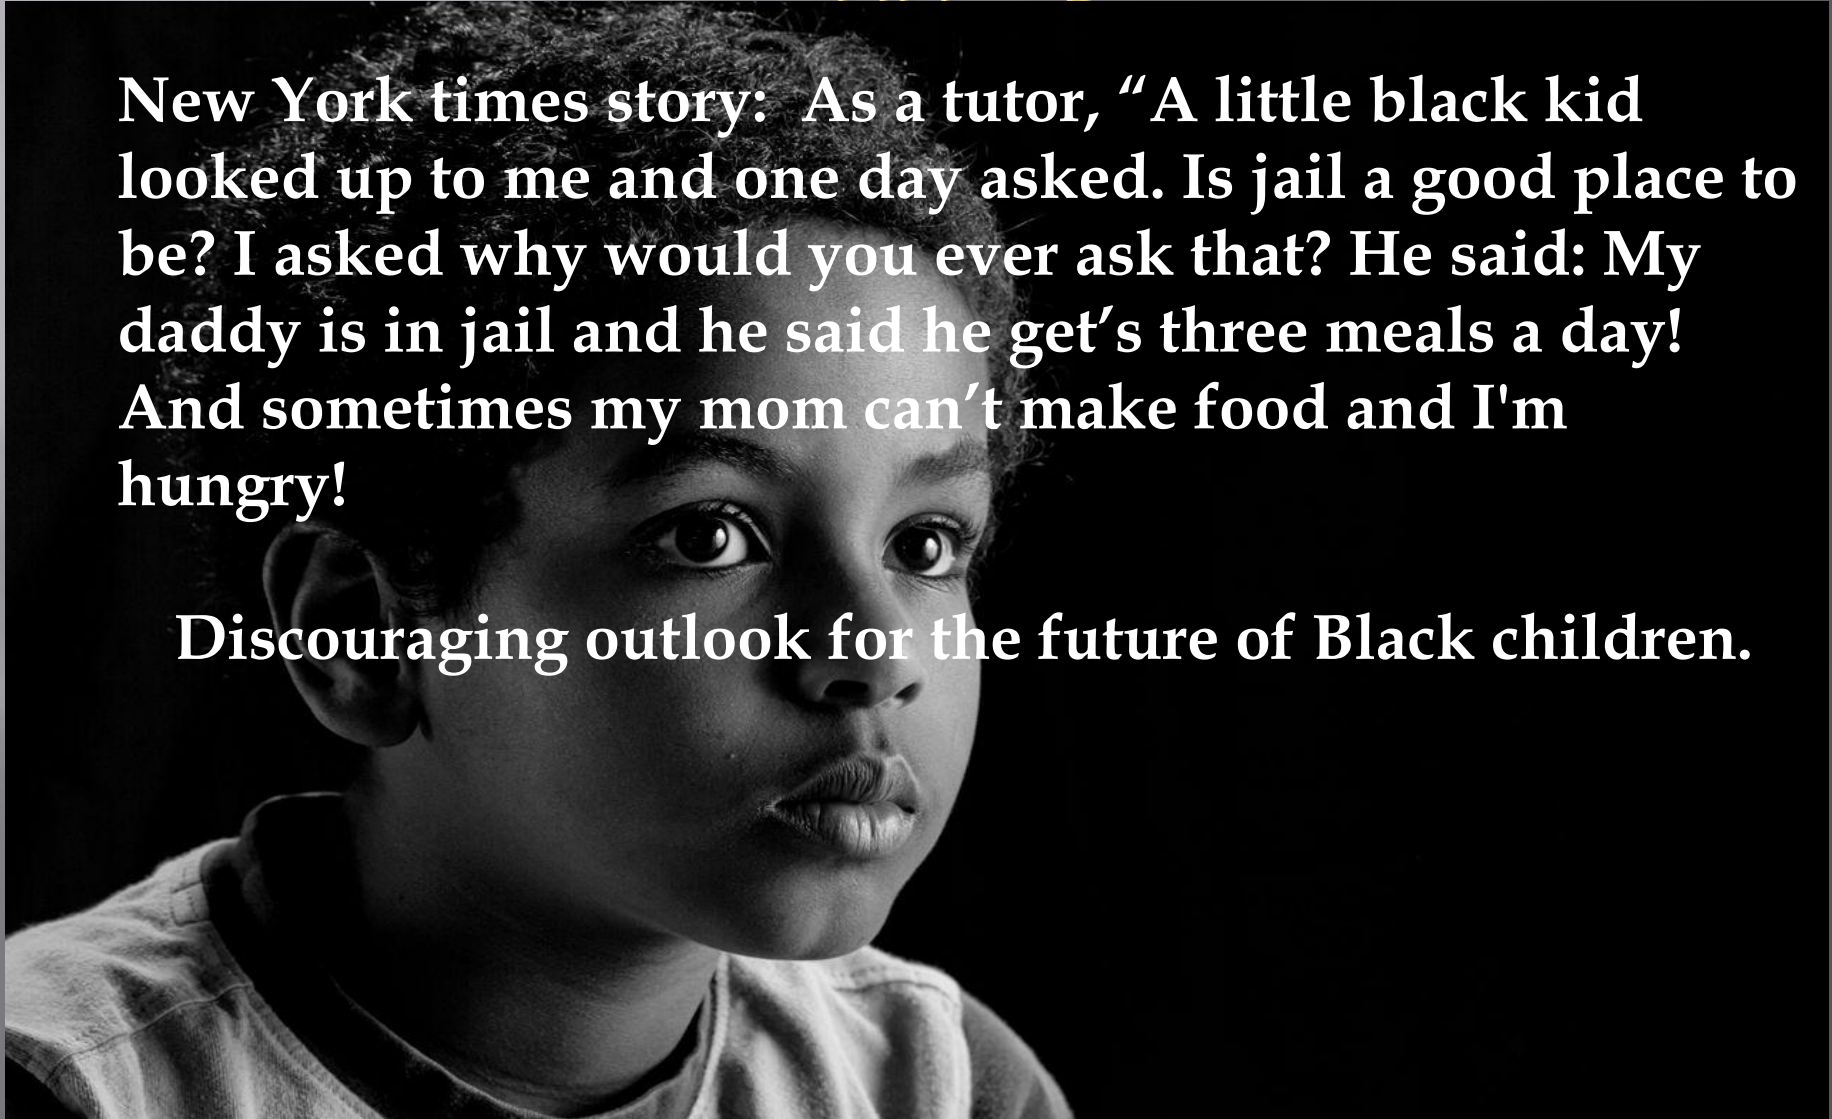 New York times story:  As a tutor, “A little black kid
looked up to me and one day asked. Is jail a good place to
be? I asked why would you ever ask that? He said: My
daddy is in jail and he said he get’s three meals a day!
And sometimes my mom can’t make food and I'm
hungry!
Discouraging outlook for the future of Black children.